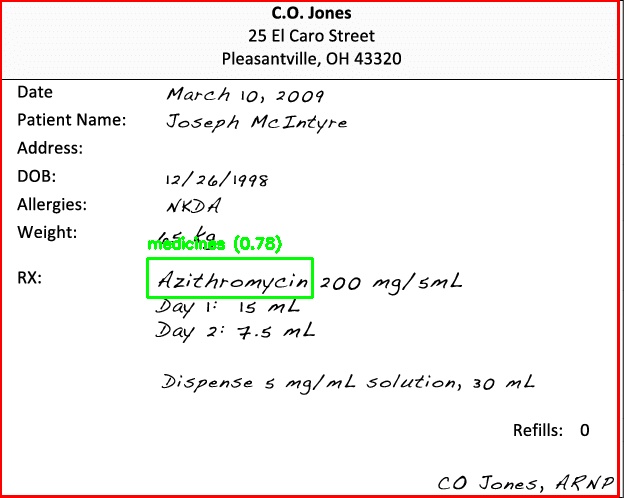 C.O. Jones
25 El Caro Street
Pleasantville, OH 43320
Date March 10, 2009
Patient Name: Joseph McIntyre
Address:
DOB: 12/26/1998
Allergies: NKDA
Weight: kg
medicines (0.78)
RX: Azithromycin 200 mg/5mL
Day 1: 15 mL
Day 2: 7.5 mL
Dispense 5 mg/mL solution, 30 mL
Refills: 0
CO Jones, ARNP